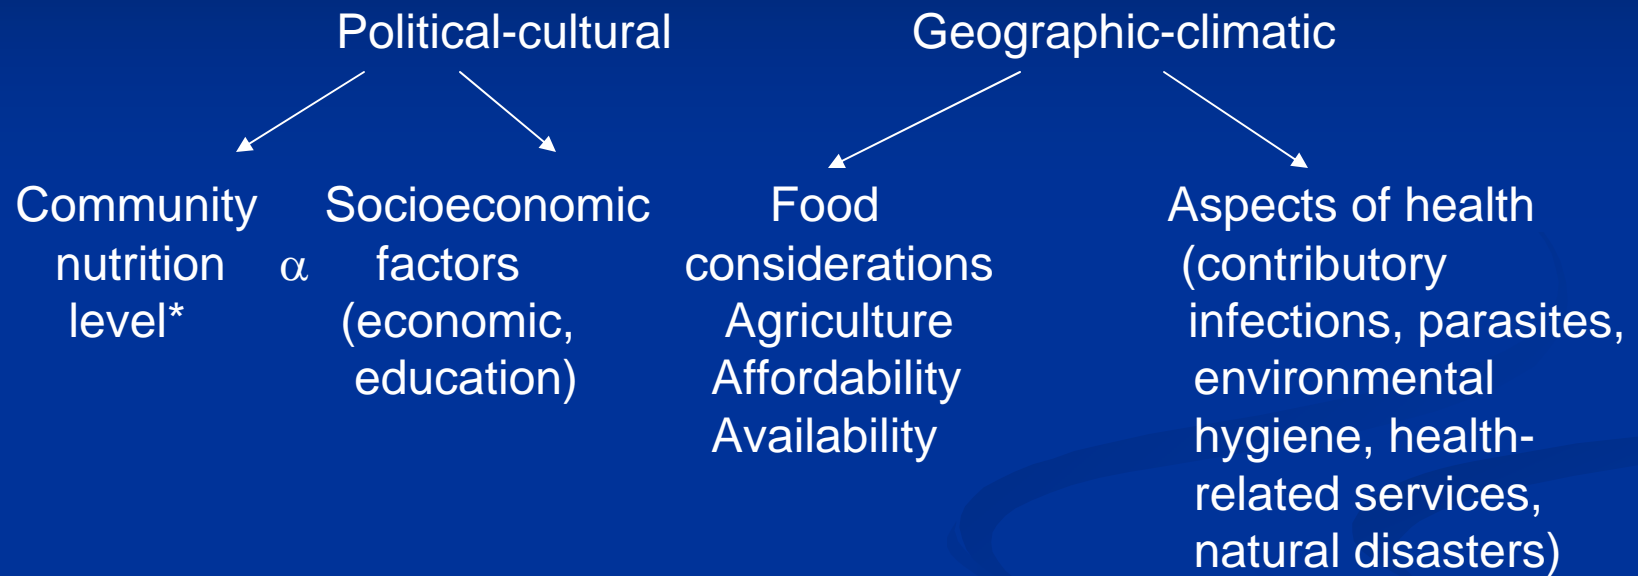 Political-cultural Geographic-climatic
Community Socioeconomic Food Aspects of health
nutrition α factors considerations (contributory
level* (economic, Agriculture infections, parasites,
education) Affordability environmental
Availability hygiene, health-
related services,
natural disasters)